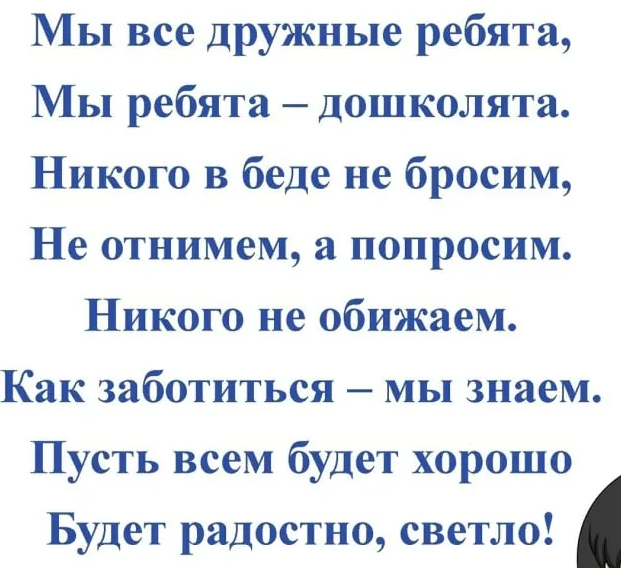 Мы все дружные ребята,
Мы ребята – дошколята.
Никого в беде не бросим,
Не отнимем, а попросим.
Никого не обижаем.
Как заботиться – мы знаем.
Пусть всем будет хорошо
Будет радостно, светло!